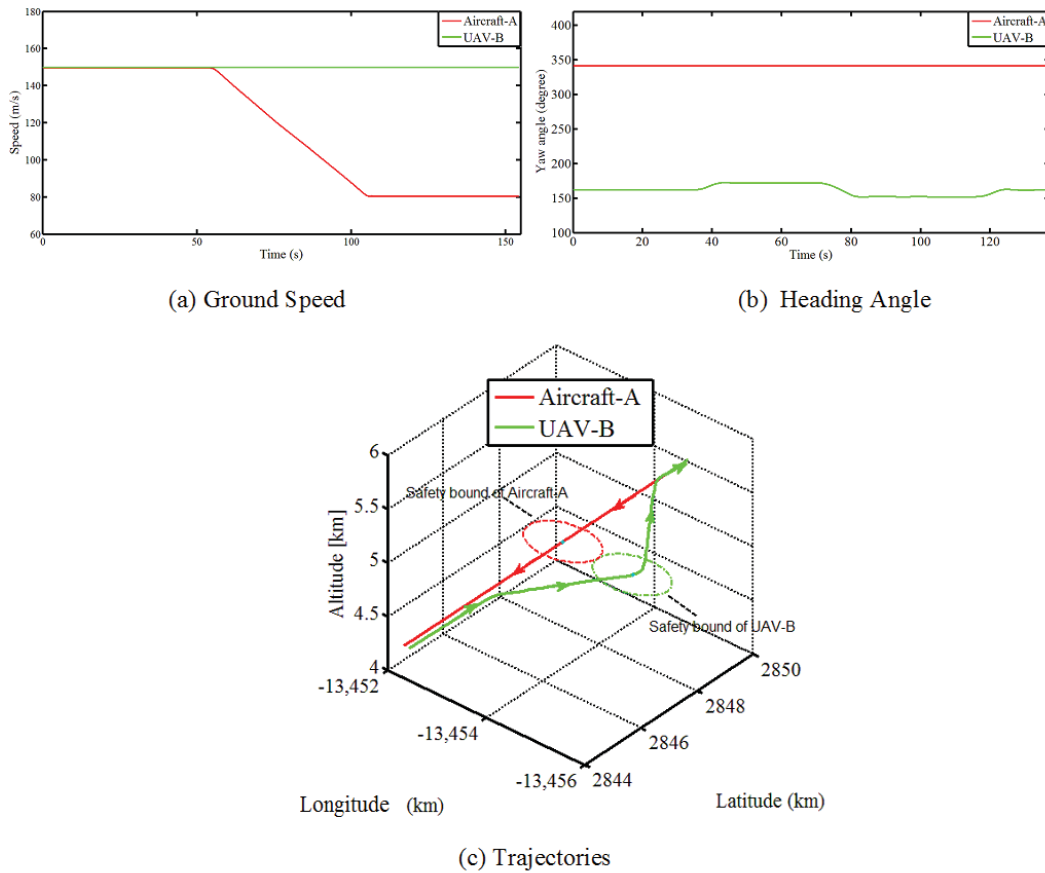 180
160
140
120
100
80
60
Speed (m/s)
0
50
100
150
Time (s)
Aircraft-A
UAV-B
(a) Ground Speed
400
350
300
250
200
150
100
Yaw angle (degree)
0
20
40
60
80
100
120
Time (s)
Aircraft-A
UAV-B
(b) Heading Angle
Aircraft-A
UAV-B
6
5.5
5
4.5
4
Altitude [km]
Safety bound of Aircraft-A
Safety bound of UAV-B
-13,452
-13,454
-13,456
2844
2846
2848
2850
Longitude (km)
Latitude (km)
(c) Trajectories